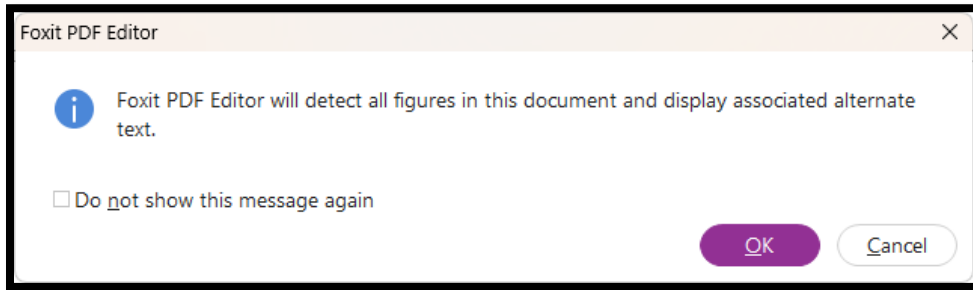 Foxit PDF Editor
Foxit PDF Editor will detect all figures in this document and display associated alternate
text.
Do not show this message again
OK
Cancel